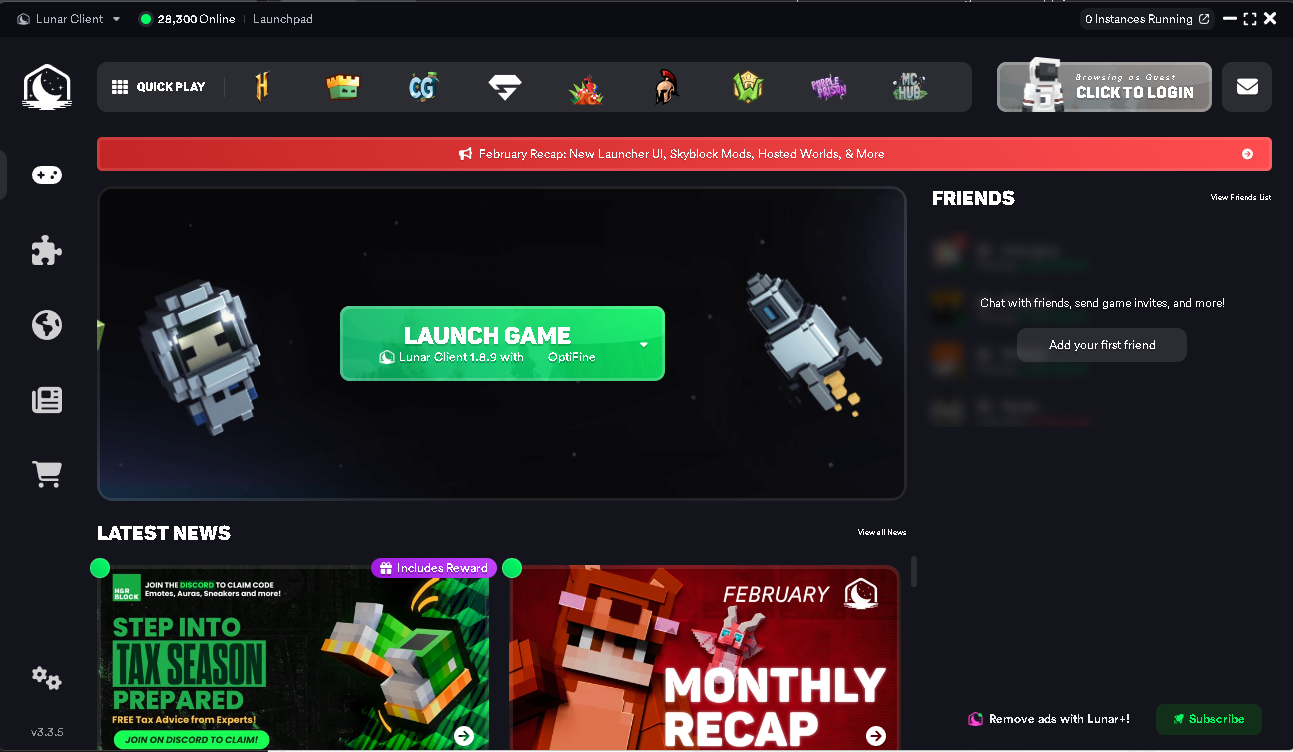 Lunar Client
28,300 Online
Launchpad
0 Instances Running
QUICK PLAY
CG
PURPLE PRISON
MC HUB
Browsing as Guest
CLICK TO LOGIN
February Recap: New Launcher UI, Skyblock Mods, Hosted Worlds, & More
LAUNCH GAME
Lunar Client 1.8.9 with OptiFine
FRIENDS
View Friends List
Chat with friends, send game invites, and more!
Add your first friend
LATEST NEWS
View all News
Includes Reward
H&R
BLOCK
JOIN THE DISCORD TO CLAIM CODE
Emotes, Auras, Sneakers and more!
STEP INTO
TAX SEASON
PREPARED
FREE Tax Advice from Experts!
JOIN ON DISCORD TO CLAIM!
FEBRUARY
MONTHLY
RECAP
Remove ads with Lunar+!
Subscribe
v3.3.5